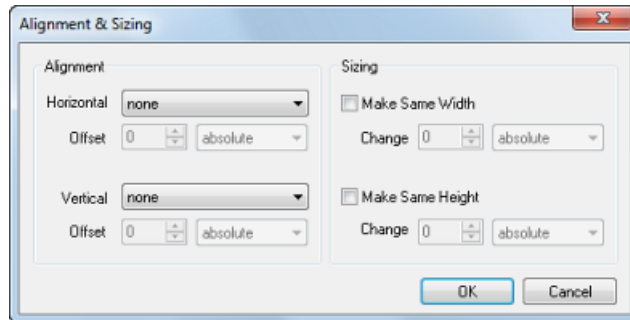 Alignment & Sizing
Alignment
Horizontal none
Offset 0 absolute
Vertical none
Offset 0 absolute
Sizing
Make Same Width
Change 0 absolute
Make Same Height
Change 0 absolute
OK Cancel